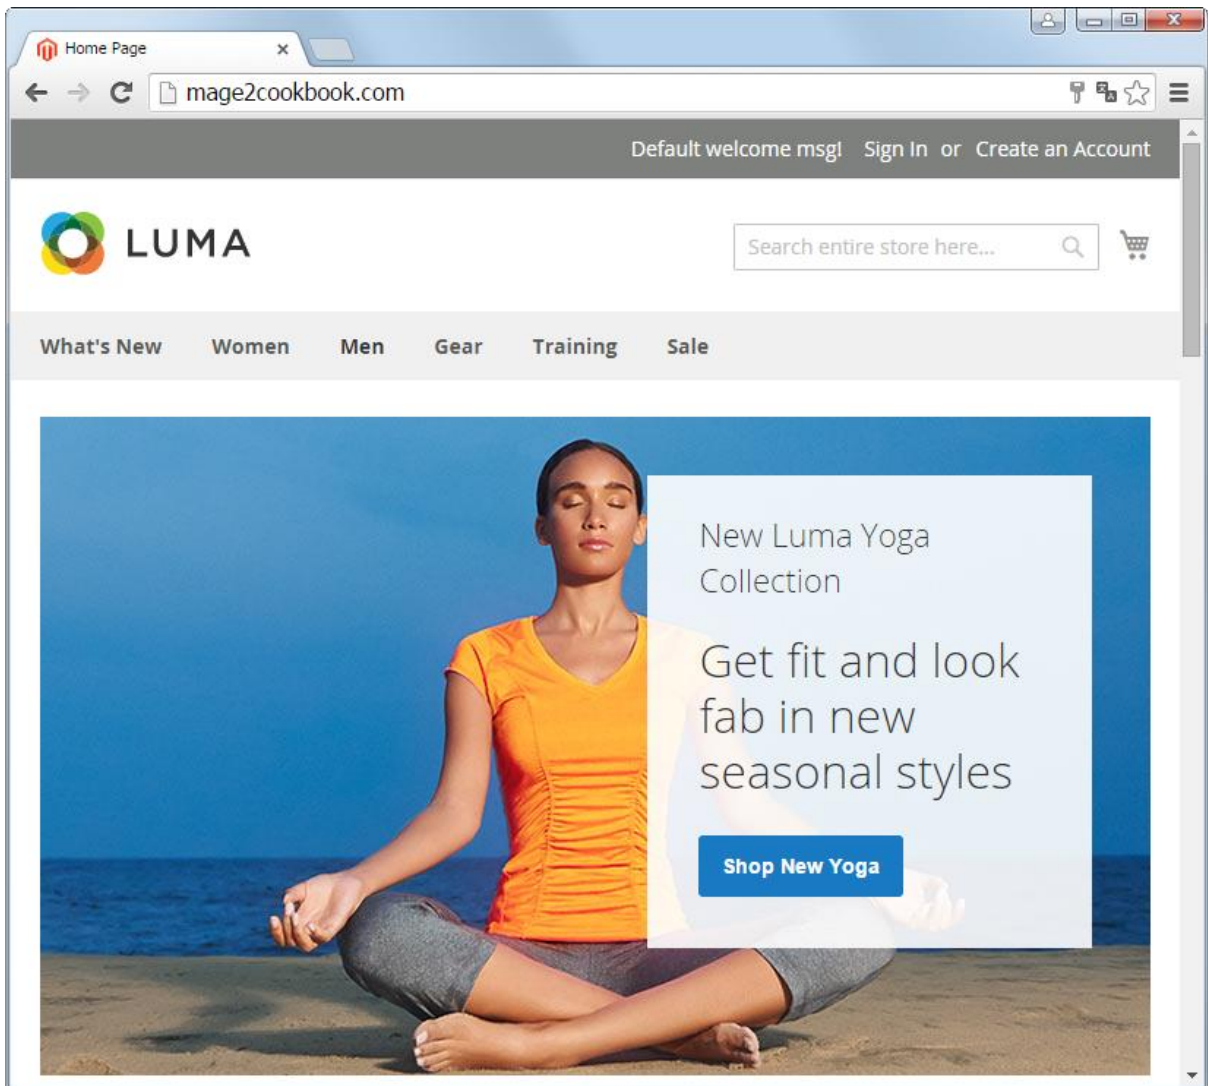 Home Page
mage2cookbook.com
Default welcome msg! Sign In or Create an Account
LUMA
Search entire store here...
What's New Women Men Gear Training Sale
New Luma Yoga
Collection
Get fit and look
fab in new
seasonal styles
Shop New Yoga